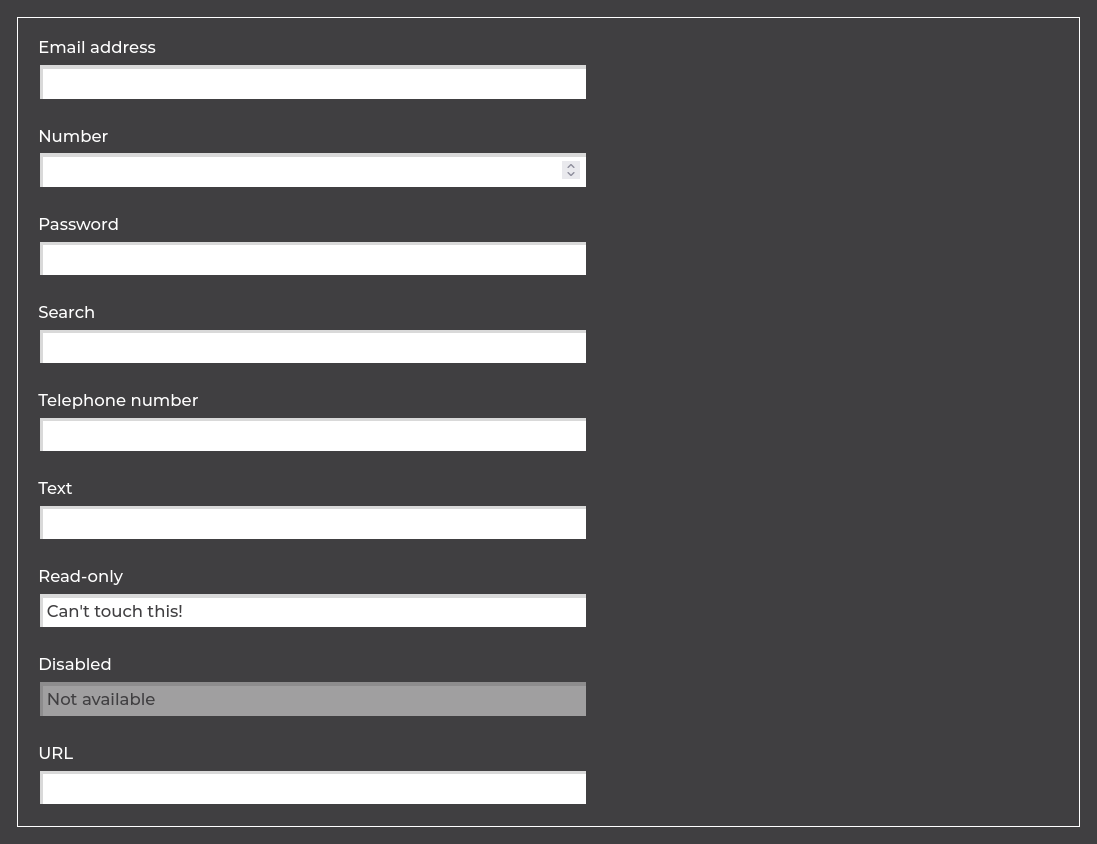 Email address
Number
Password
Search
Telephone number
Text
Read-only
Can't touch this!
Disabled
Not available
URL